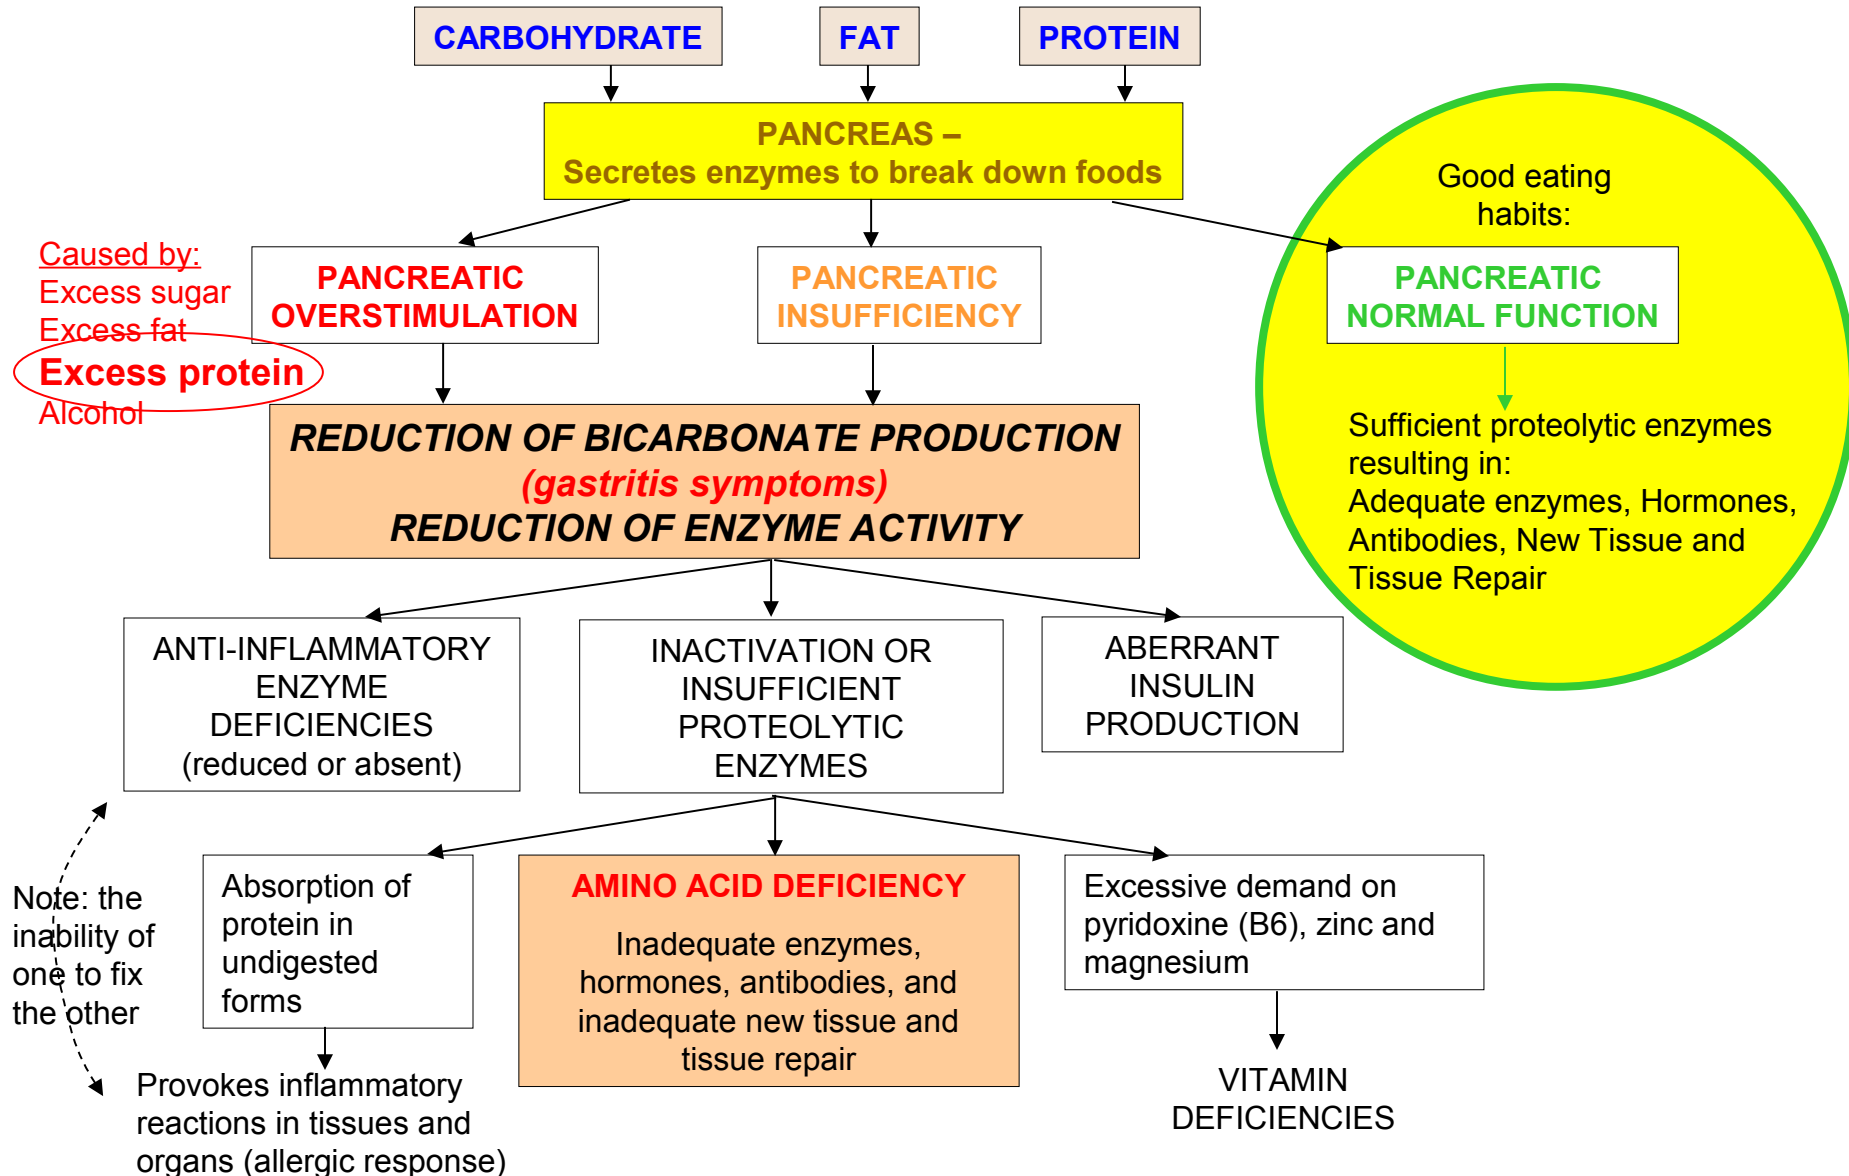 CARBOHYDRATE
FAT
PROTEIN
PANCREAS –
Secretes enzymes to break down foods
Good eating
habits:
Caused by:
Excess sugar
Excess fat
Excess protein
Alcohol
PANCREATIC
OVERSTIMULATION
PANCREATIC
INSUFFICIENCY
PANCREATIC
NORMAL FUNCTION
REDUCTION OF BICARBONATE PRODUCTION
(gastritis symptoms)
REDUCTION OF ENZYME ACTIVITY
Sufficient proteolytic enzymes
resulting in:
Adequate enzymes, Hormones,
Antibodies, New Tissue and
Tissue Repair
ANTI-INFLAMMATORY
ENZYME
DEFICIENCIES
(reduced or absent)
INACTIVATION OR
INSUFFICIENT
PROTEOLYTIC
ENZYMES
ABERRANT
INSULIN
PRODUCTION
Note: the
inability of
one to fix
the other
Absorption of
protein in
undigested
forms
AMINO ACID DEFICIENCY
Inadequate enzymes,
hormones, antibodies, and
inadequate new tissue and
tissue repair
Excessive demand on
pyridoxine (B6), zinc and
magnesium
Provokes inflammatory
reactions in tissues and
organs (allergic response)
VITAMIN
DEFICIENCIES